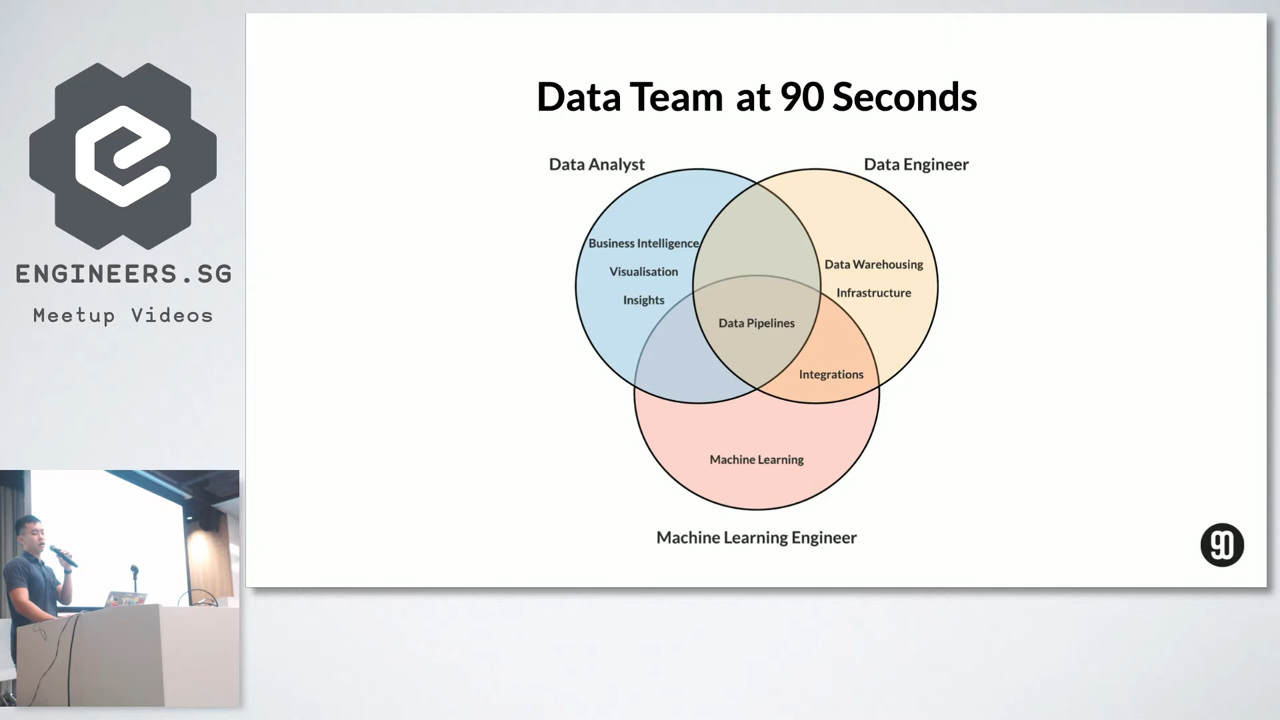 ENGINEERS.SG
Meetup Videos
Data Team at 90 Seconds
Data Analyst
Data Engineer
Business Intelligence
Visualisation
Insights
Data Warehousing
Infrastructure
Data Pipelines
Integrations
Machine Learning
Machine Learning Engineer
90